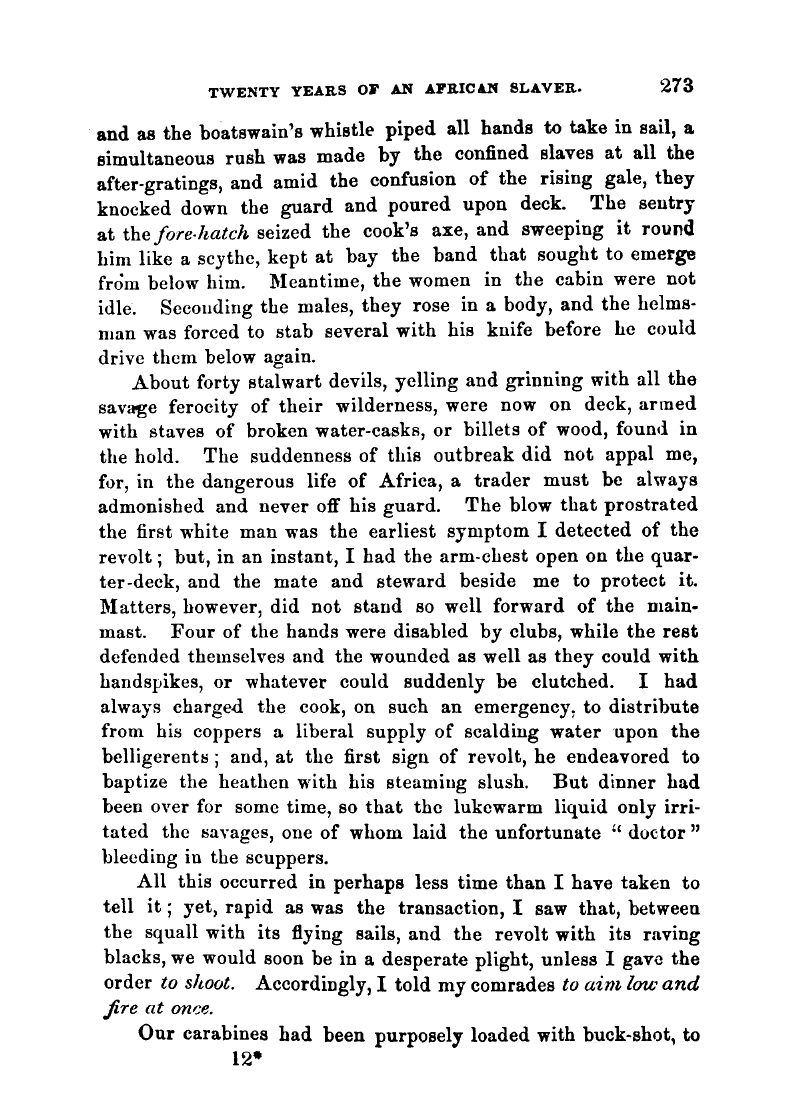 TWENTY YEARS OF AN AFRICAN SLAVER. 273
and as the boatswain's whistle piped all hands to take in sail, a
simultaneous rush was made by the confined slaves at all the
after-gratings, and amid the confusion of the rising gale, they
knocked down the guard and poured upon deck. The sentry
at the fore-hatch seized the cook's axe, and sweeping it round
him like a scythe, kept at bay the band that sought to emerge
from below him. Meantime, the women in the cabin were not
idle. Seconding the males, they rose in a body, and the helms-
man was forced to stab several with his knife before he could
drive them below again.
About forty stalwart devils, yelling and grinning with all the
savage ferocity of their wilderness, were now on deck, armed
with staves of broken water-casks, or billets of wood, found in
the hold. The suddenness of this outbreak did not appal me,
for, in the dangerous life of Africa, a trader must be always
admonished and never off his guard. The blow that prostrated
the first white man was the earliest symptom I detected of the
revolt; but, in an instant, I had the arm-chest open on the quar-
ter-deck, and the mate and steward beside me to protect it.
Matters, however, did not stand so well forward of the main-
mast. Four of the hands were disabled by clubs, while the rest
defended themselves and the wounded as well as they could with
handspikes, or whatever could suddenly be clutched. I had
always charged the cook, on such an emergency, to distribute
from his coppers a liberal supply of scalding water upon the
belligerents; and, at the first sign of revolt, he endeavored to
baptize the heathen with his steaming slush. But dinner had
been over for some time, so that the lukewarm liquid only irri-
tated the savages, one of whom laid the unfortunate "doctor"
bleeding in the scuppers.
All this occurred in perhaps less time than I have taken to
tell it; yet, rapid as was the transaction, I saw that, between
the squall with its flying sails, and the revolt with its raving
blacks, we would soon be in a desperate plight, unless I gave the
order to shoot. Accordingly, I told my comrades to aim low and
fire at once.
Our carabines had been purposely loaded with buck-shot, to
12*